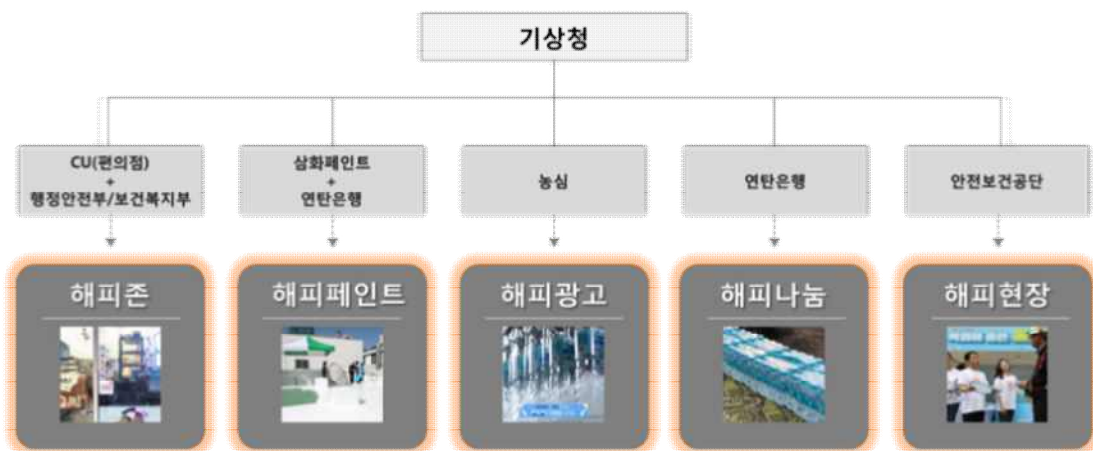 기상청
CU(편의점)
+
행정안전부/보건복지부
삼화페인트
+
연탄은행
농심
연탄은행
안전보건공단
해피존
해피페인트
해피광고
해피나눔
해피현장